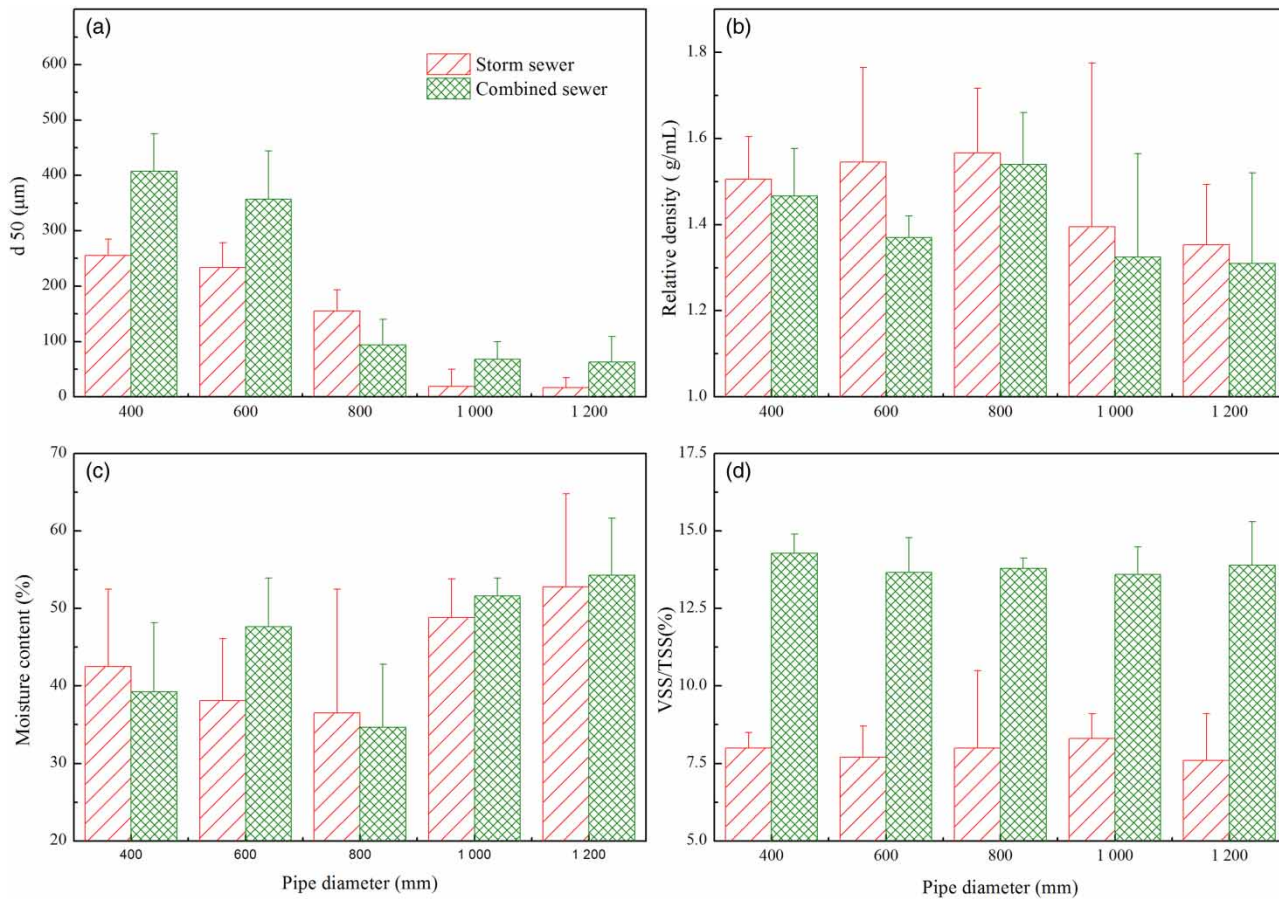 (a)
600
500
400
300
200
100
0
d 50 (μm)
Storm sewer
Combined sewer
400 600 800 1 000 1 200
(b)
1.8
1.6
1.4
1.2
1.0
Relative density ( g/mL)
400 600 800 1 000 1 200
(c)
70
60
50
40
30
20
Moisture content (%)
400 600 800 1 000 1 200
Pipe diameter (mm)
(d)
17.5
15.0
12.5
10.0
7.5
5.0
VSS/TSS(%)
400 600 800 1 000 1 200
Pipe diameter (mm)